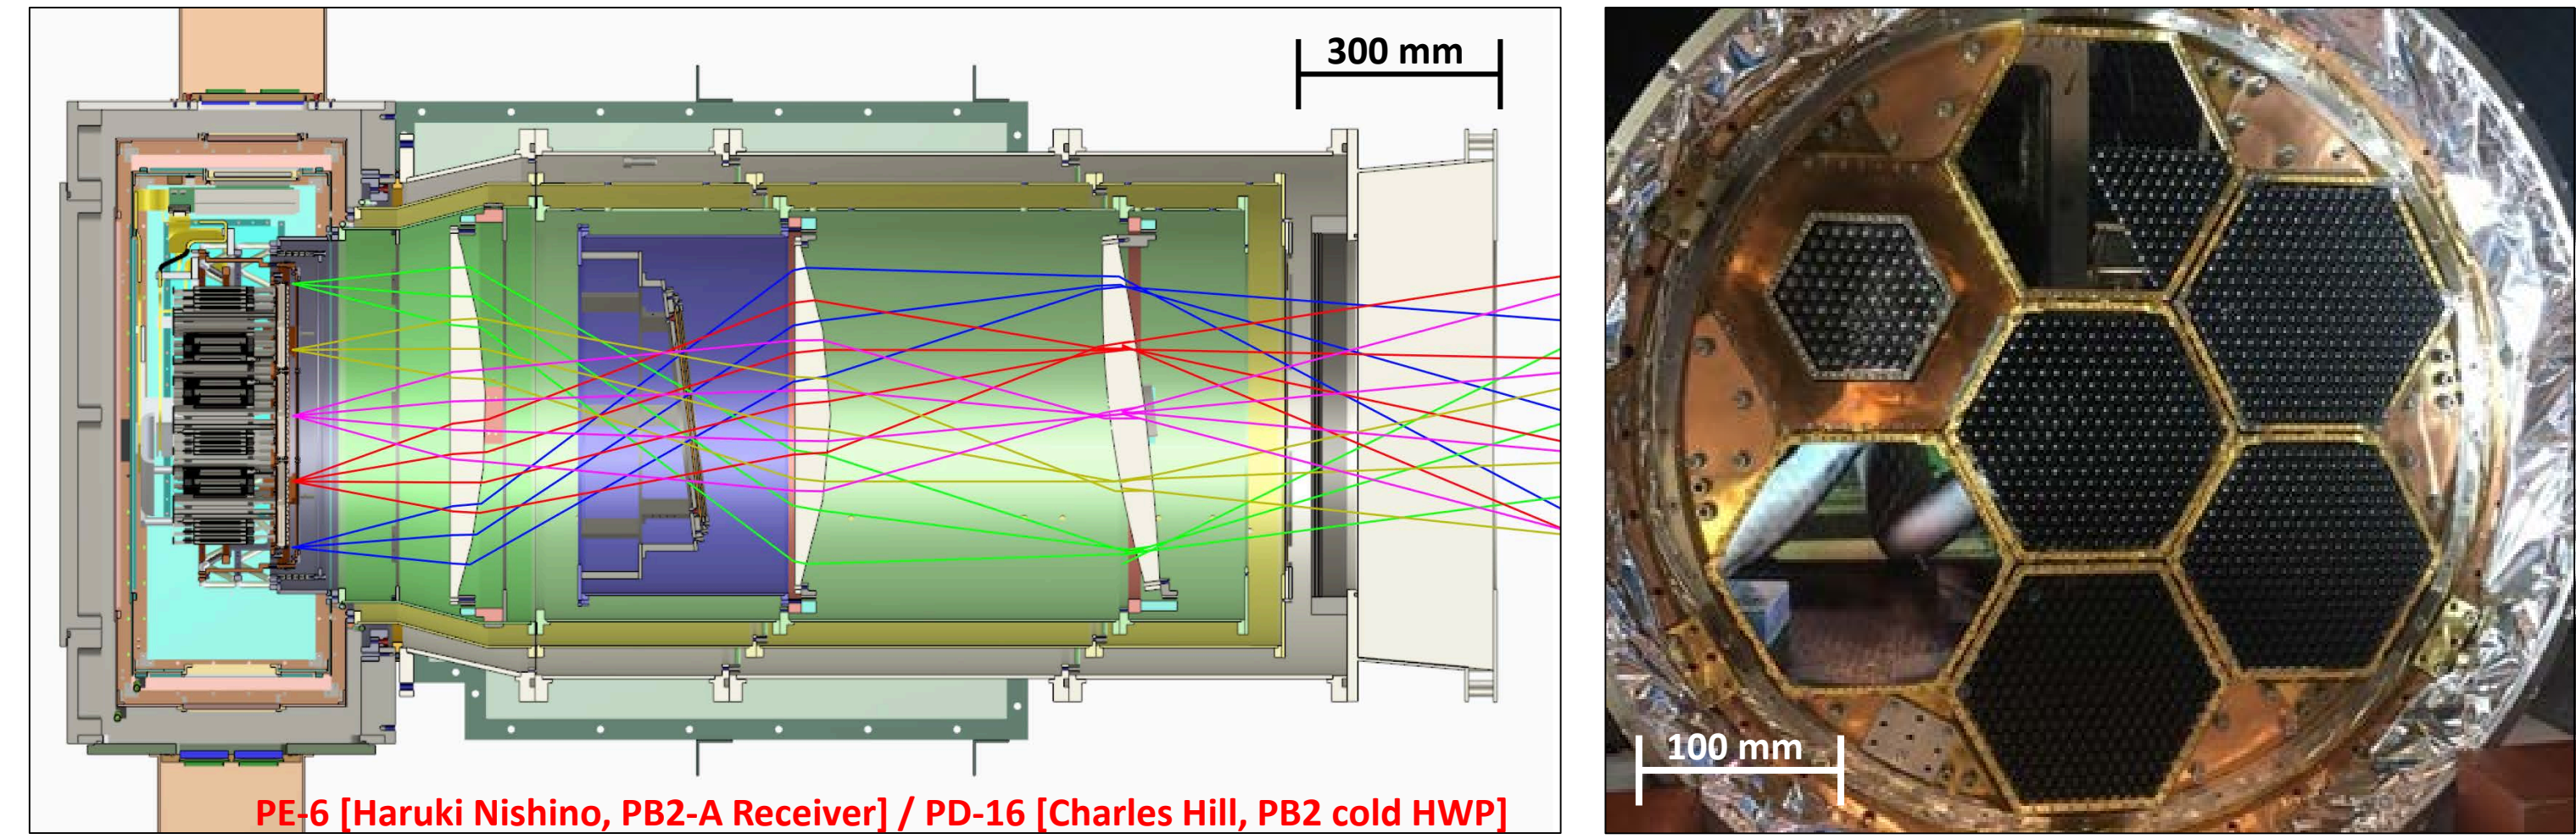 300 mm
100 mm
PE-6 [Haruki Nishino, PB2-A Receiver] / PD-16 [Charles Hill, PB2 cold HWP]